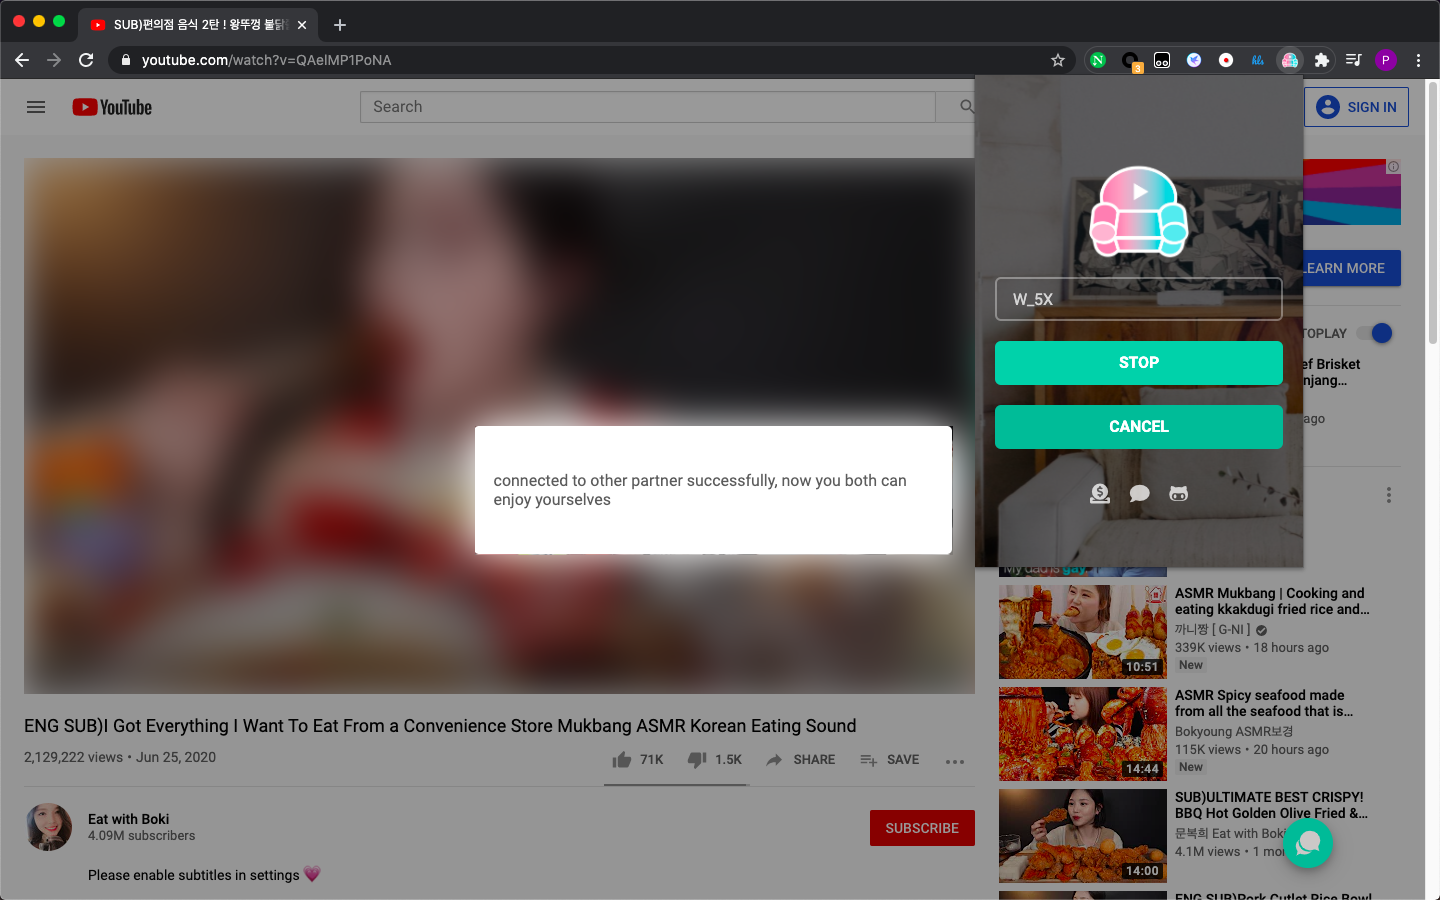 SUB)편의점 음식 2탄 ! 왕뚜껑 불닭
youtube.com/watch?v=QAelMP1PoNA
3
hls
P
YouTube
Search
SIGN IN
W_5X
STOP
CANCEL
LEARN MORE
TOPLAY
ef Brisket
njang...
ago
connected to other partner successfully, now you both can
enjoy yourselves
My dad is gay.
ASMR Mukbang | Cooking and
eating kkakdugi fried rice and...
까니짱 [ G-NI ]
339K views • 18 hours ago
New
10:51
ASMR Spicy seafood made
from all the seafood that is...
Bokyoung ASMR보경
115K views • 20 hours ago
New
14:44
SUB)ULTIMATE BEST CRISPY!
BBQ Hot Golden Olive Fried &...
문복희 Eat with Boki
4.1M views • 1 mon
14:00
ENG SUB)Pork Cutlet Rice Bowl
ENG SUB)I Got Everything I Want To Eat From a Convenience Store Mukbang ASMR Korean Eating Sound
2,129,222 views • Jun 25, 2020
71K
1.5K
SHARE
SAVE
Eat with Boki
4.09M subscribers
SUBSCRIBE
Please enable subtitles in settings 💗